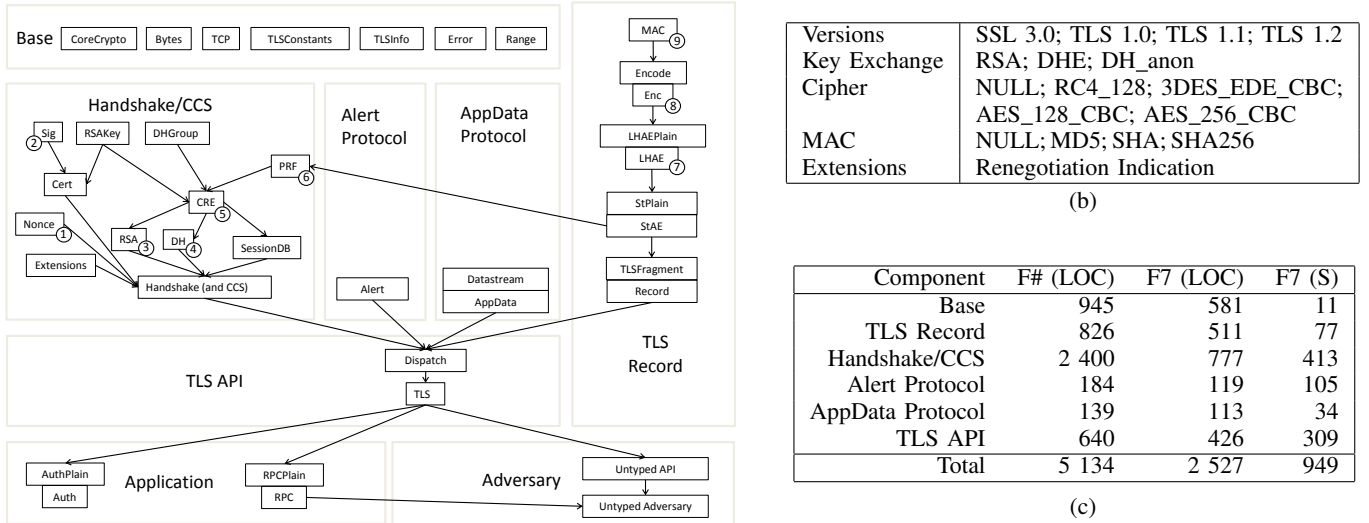 Base
CoreCrypto
Bytes
TCP
TLSConstants
TLSInfo
Error
Range
Handshake/CCS
Sig
2
RSAKey
DHGroup
Cert
PRF
6
CRE
5
Nonce
1
RSA
3
DH
4
SessionDB
Extensions
Handshake (and CCS)
Alert
Protocol
Alert
AppData
Protocol
Datastream
AppData
MAC
9
Encode
Enc
8
LHAEPlain
LHAE
7
StPlain
StAE
TLSFragment
Record
TLS
Record
TLS API
Dispatch
TLS
AuthPlain
Auth
Application
RPCPlain
RPC
Adversary
Untyped API
Untyped Adversary
Versions SSL 3.0; TLS 1.0; TLS 1.1; TLS 1.2
Key Exchange RSA; DHE; DH_anon
Cipher NULL; RC4_128; 3DES_EDE_CBC;
AES_128_CBC; AES_256_CBC
MAC NULL; MD5; SHA; SHA256
Extensions Renegotiation Indication
(b)
Component F# (LOC) F7 (LOC) F7 (S)
Base 945 581 11
TLS Record 826 511 77
Handshake/CCS 2 400 777 413
Alert Protocol 184 119 105
AppData Protocol 139 113 34
TLS API 640 426 309
Total 5 134 2 527 949
(c)